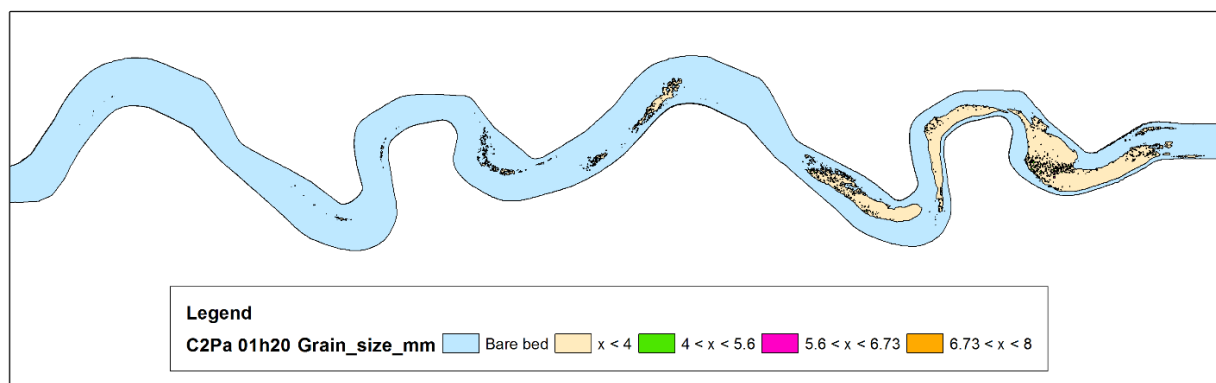 Legend
C2Pa 01h20 Grain_size_mm Bare bed x < 4 4 < x < 5.6 5.6 < x < 6.73 6.73 < x < 8